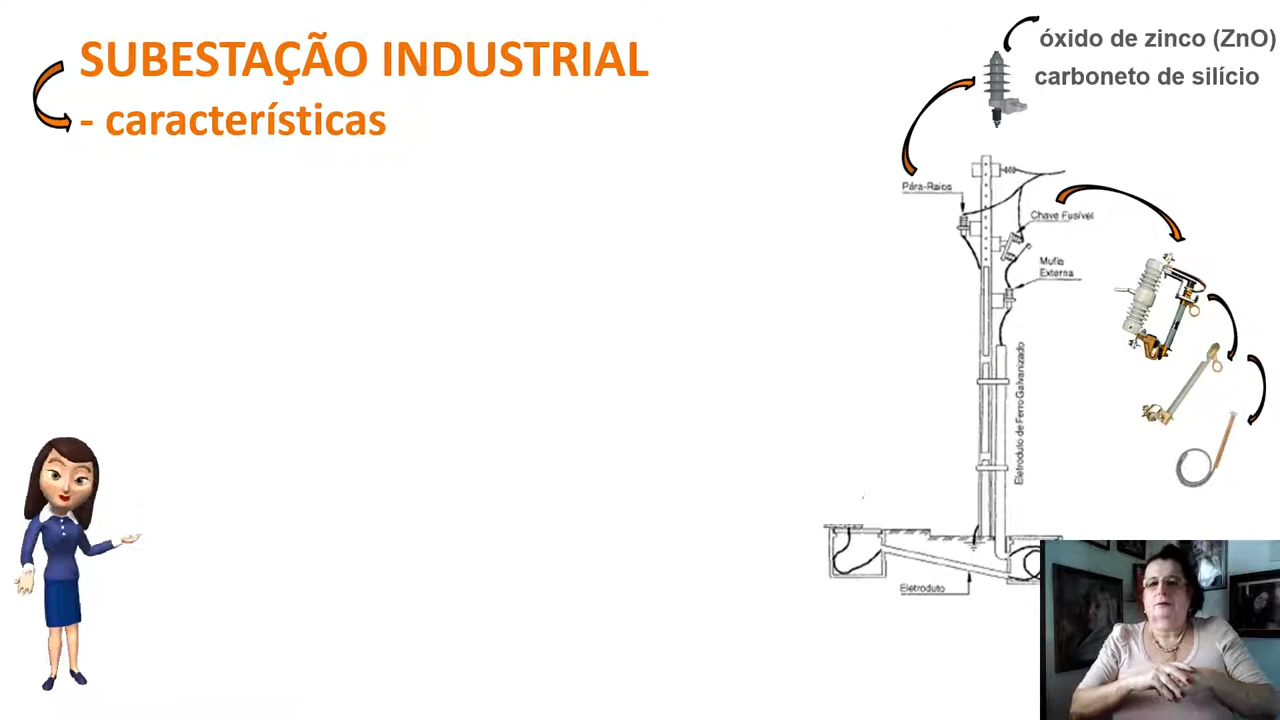 SUBESTAÇÃO INDUSTRIAL
- características
óxido de zinco (ZnO)
carboneto de silício
Pára-Raios
Chave Fusível
Mufla
Externa
Eletroduto de Ferro Galvanizado
Eletroduto